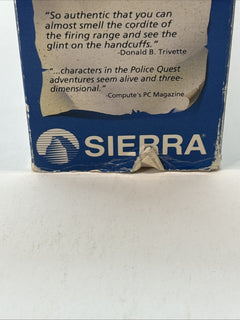 "So authentic that you can
almost smell the cordite of
the firing range and see the
glint on the handcuffs."
-Donald B. Trivette
"...characters in the Police Quest
adventures seem alive and three-
dimensional."
-Compute's PC Magazine
SIERRA®